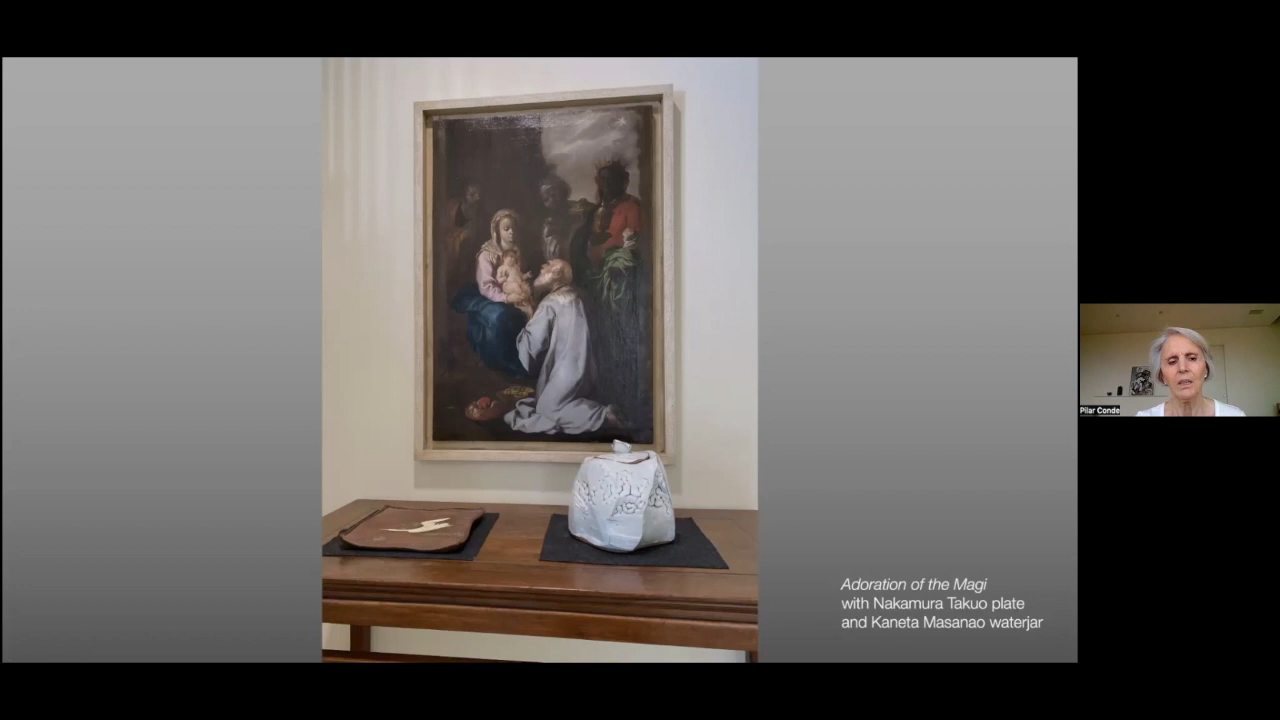 Adoration of the Magi
with Nakamura Takuo plate
and Kaneta Masanao waterjar
Pilar Conde